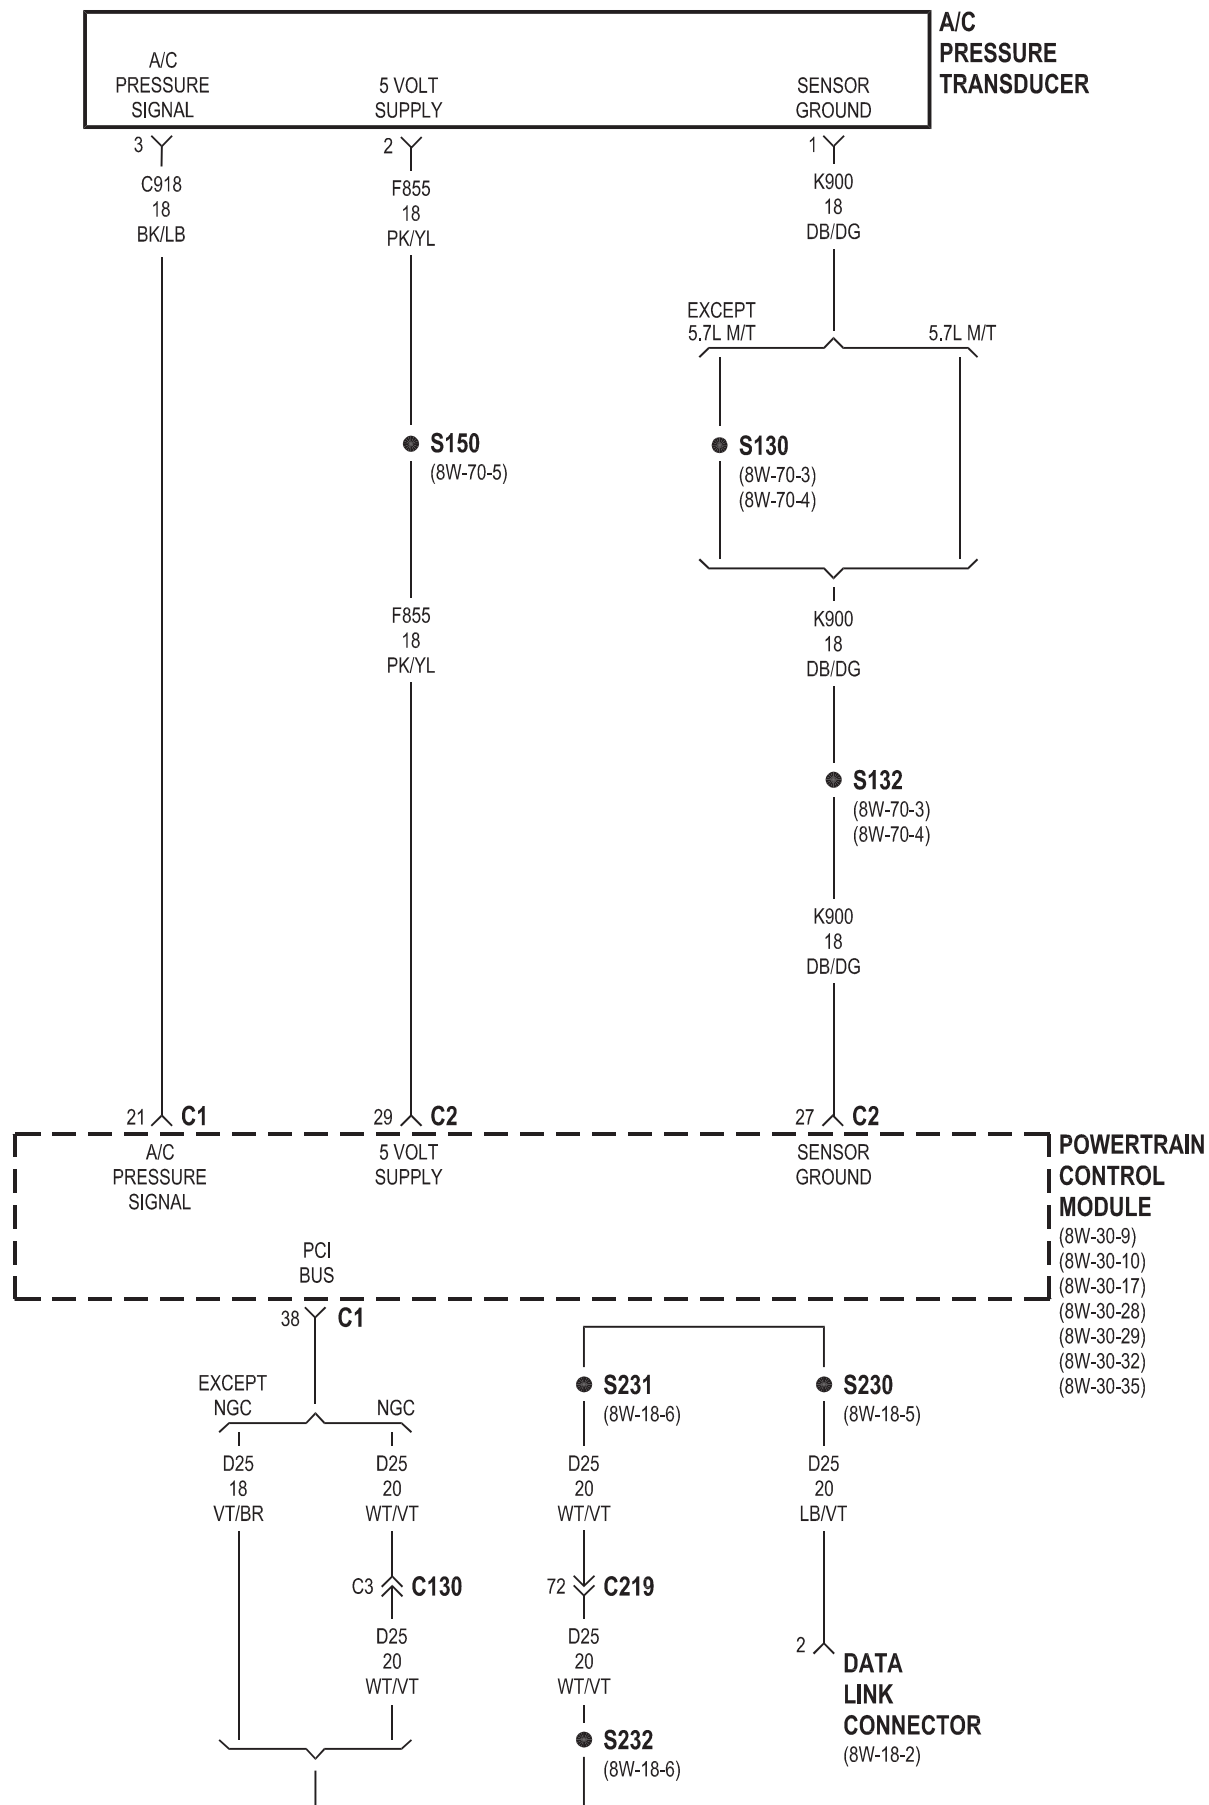 A/C
PRESSURE
TRANSDUCER
A/C
PRESSURE
SIGNAL
5 VOLT
SUPPLY
SENSOR
GROUND
3
2
1
C918
18
BK/LB
F855
18
PK/YL
K900
18
DB/DG
EXCEPT
5.7L M/T
5.7L M/T
S150
(8W-70-5)
S130
(8W-70-3)
(8W-70-4)
F855
18
PK/YL
K900
18
DB/DG
S132
(8W-70-3)
(8W-70-4)
K900
18
DB/DG
21 C1
29 C2
27 C2
A/C
PRESSURE
SIGNAL
5 VOLT
SUPPLY
SENSOR
GROUND
POWERTRAIN
CONTROL
MODULE
(8W-30-9)
(8W-30-10)
(8W-30-17)
(8W-30-28)
(8W-30-29)
(8W-30-32)
(8W-30-35)
PCI
BUS
38 C1
EXCEPT
NGC
NGC
S231
(8W-18-6)
S230
(8W-18-5)
D25
18
VT/BR
D25
20
WT/VT
D25
20
WT/VT
D25
20
LB/VT
C3 C130
72 C219
D25
20
WT/VT
D25
20
WT/VT
2
DATA
LINK
CONNECTOR
(8W-18-2)
S232
(8W-18-6)